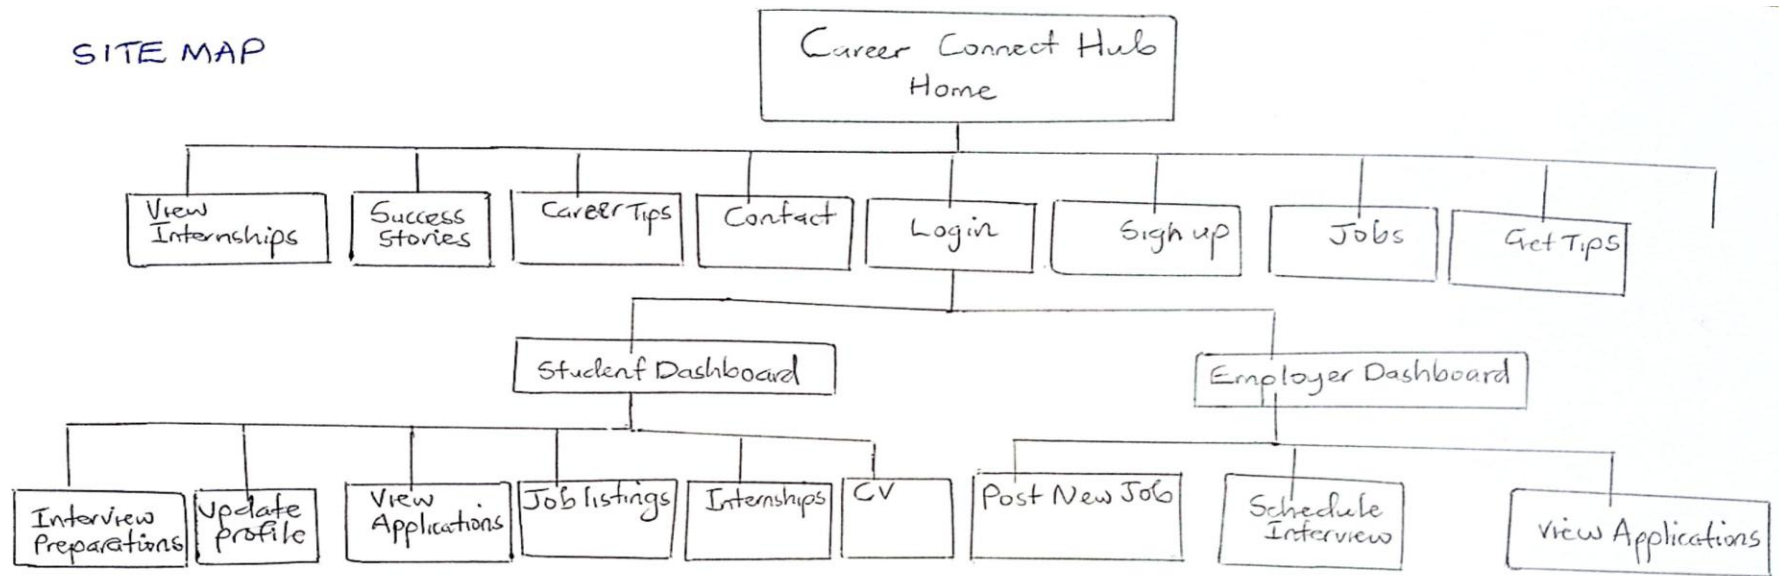 SITE MAP
Career Connect Hub
Home
View
Internships
Success
Stories
Career Tips
Contact
Login
Sign up
Jobs
Get Tips
Student Dashboard
Employer Dashboard
Interview
Preparations
Update
profile
View
Applications
Job listings
Internships
CV
Post New Job
Schedule
Interview
View Applications